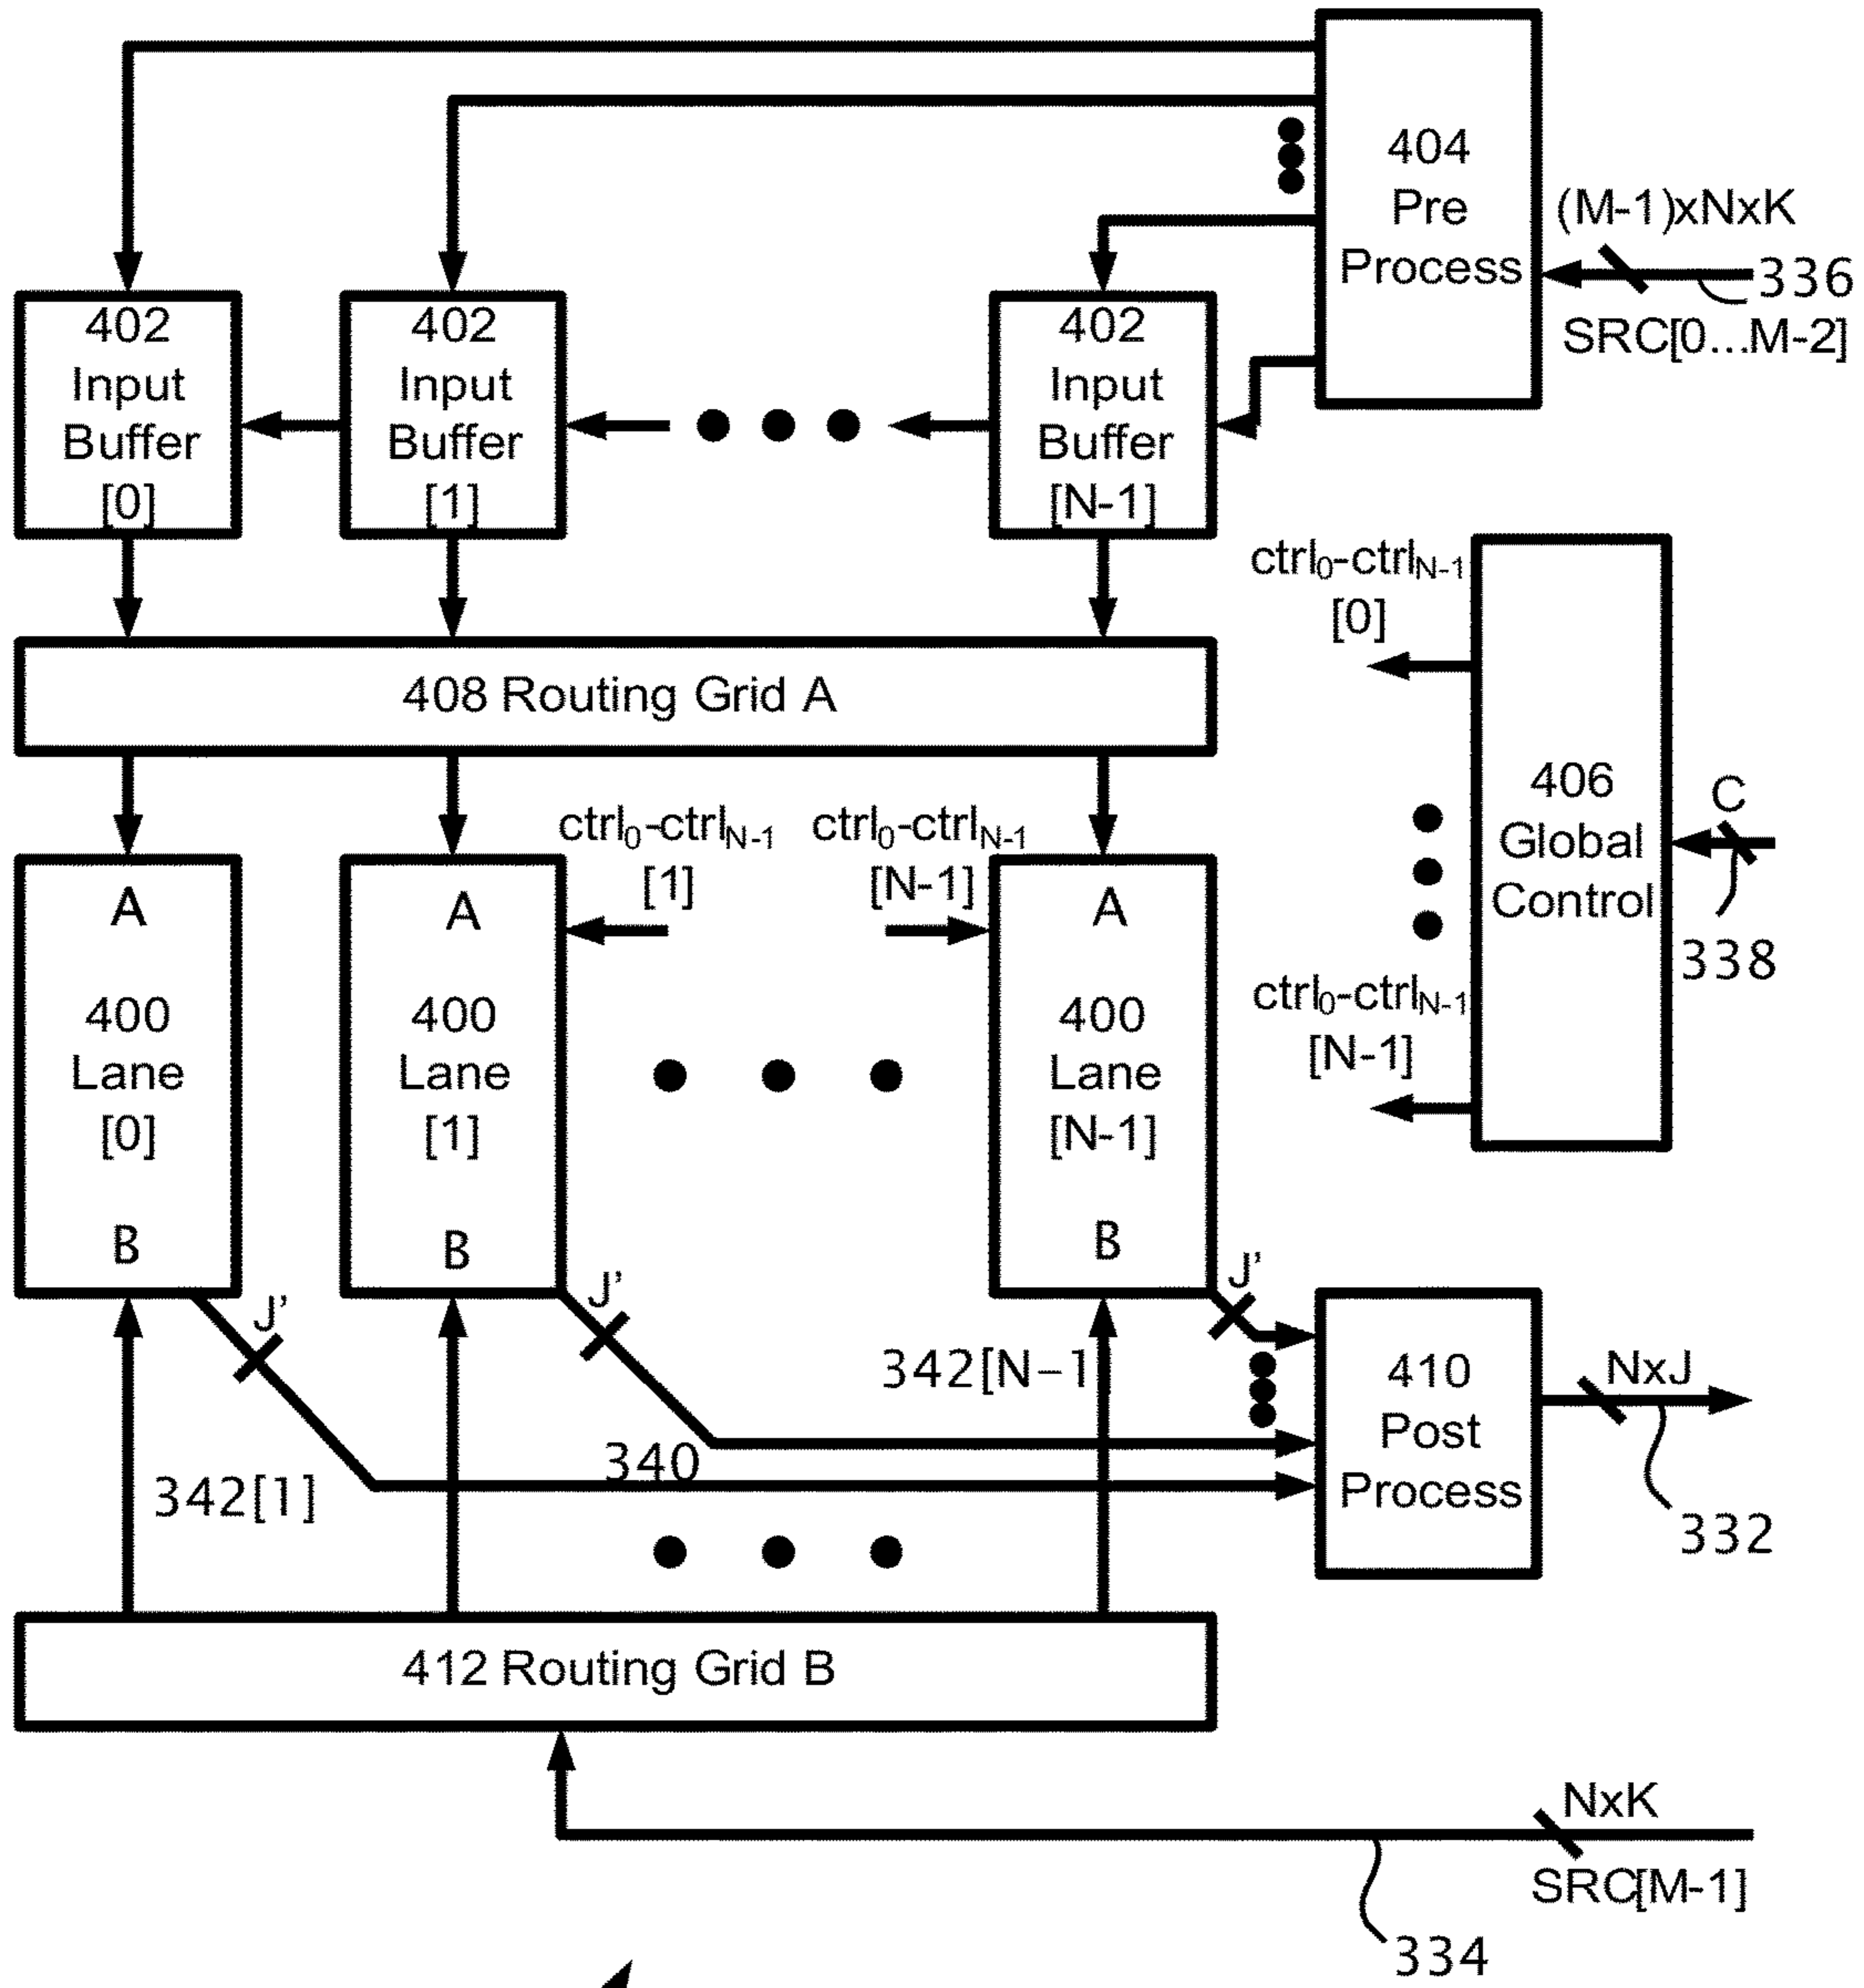 404
Pre
Process
(M-1)xNxK
336
SRC[0...M-2]
402
Input
Buffer
[0]
402
Input
Buffer
[1]
402
Input
Buffer
[N-1]
408 Routing Grid A
ctrl₀-ctrlN-1
[0]
406
Global
Control
C
338
ctrl₀-ctrlN-1
[N-1]
ctrl₀-ctrlN-1
[1]
ctrl₀-ctrlN-1
[N-1]
A
400
Lane
[0]
B
A
400
Lane
[1]
B
A
400
Lane
[N-1]
B
J'
J'
J'
342[N-1
342[1]
340
410
Post
Process
NxJ
332
412 Routing Grid B
NxK
SRC[M-1]
334